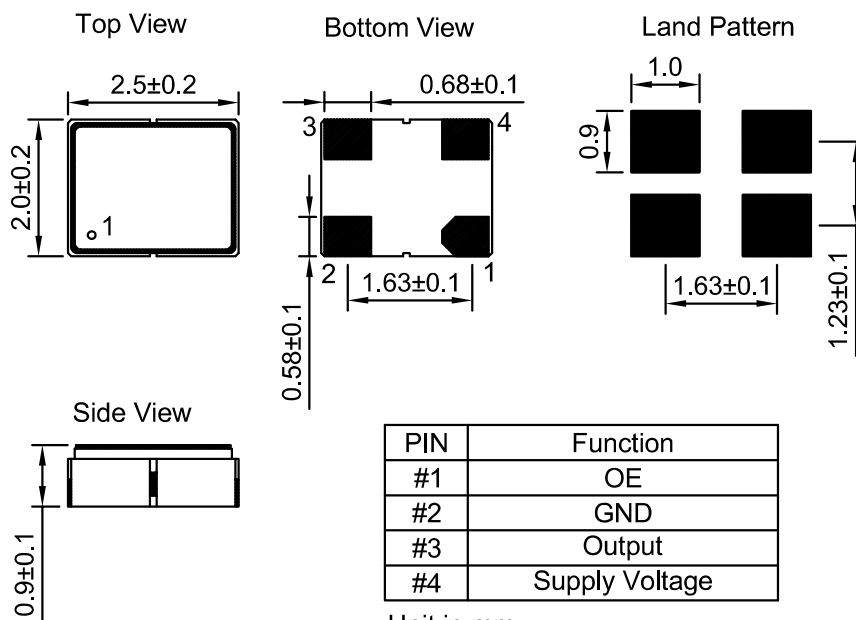 Top View
Bottom View
Land Pattern
2.5±0.2
0.68±0.1
1.0
3
4
0.9
2.0±0.2
1
2
1
1.63±0.1
1.63±0.1
1.23±0.1
0.58±0.1
Side View
0.9±0.1
PIN Function
#1 OE
#2 GND
#3 Output
#4 Supply Voltage
Unit in mm